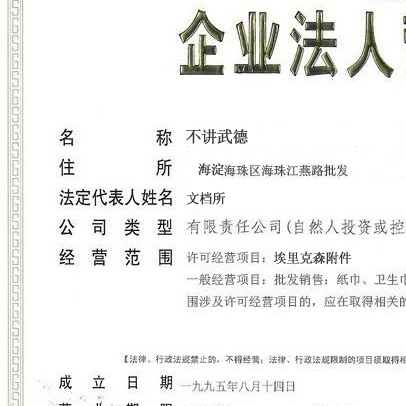 企业法人
名 称 不讲武德
住 所 海淀海珠区海珠江燕路批发
法定代表人姓名 文档所
公 司 类 型 有限责任公司(自然人投资或控
经 营 范 围 许可经营项目：埃里克森附件
一般经营项目：批发销售：纸巾、卫生巾
围涉及许可经营项目的，应在取得相关的
【法律、行政法规禁止的，不得经营；法律、行政法规限制的项目须取得相
成 立 日 期 一九九五年八月十四日